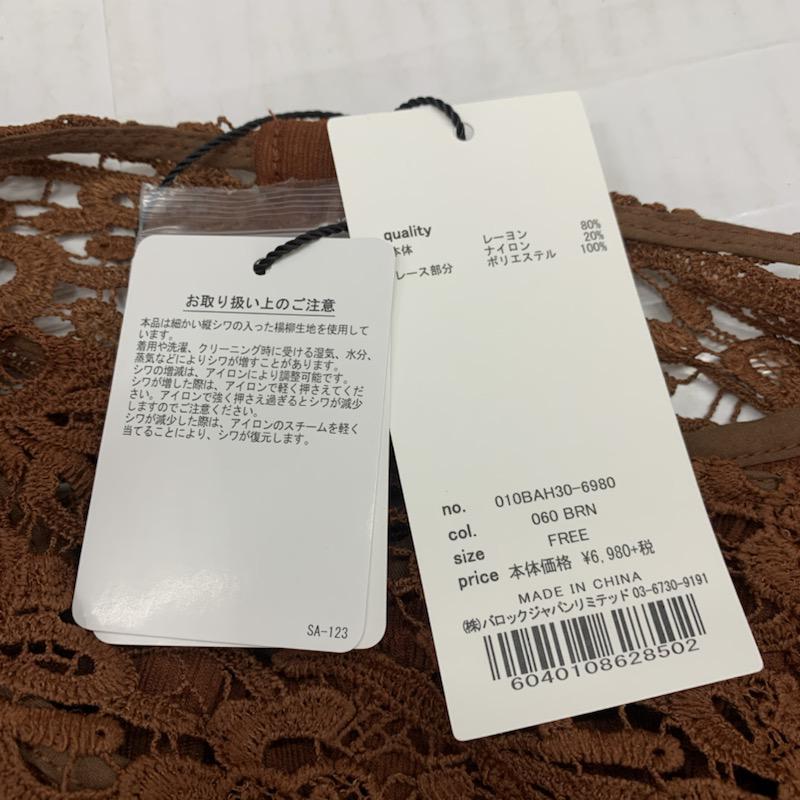 お取り扱い上のご注意
本品は細かい縦シワの入った楊柳生地を使用して
います。
着用や洗濯、クリーニング時に受ける湿気、水分、
蒸気などによりシワが増すことがあります。
シワの増減は、アイロンにより調整可能です。
シワが増した際は、アイロンで軽く押さえてくだ
さい。アイロンで強く押さえ過ぎるとシワが減少
しますのでご注意ください。
シワが減少した際は、アイロンのスチームを軽く
当てることにより、シワが復元します。
SA-123
quality
本体 レーヨン 80%
ナイロン 20%
レース部分 ポリエステル 100%
no. 010BAH30-6980
col. 060 BRN
size FREE
price 本体価格 ¥6,980+税
MADE IN CHINA
㈱バロックジャパンリミテッド 03-6730-9191
6040108628502